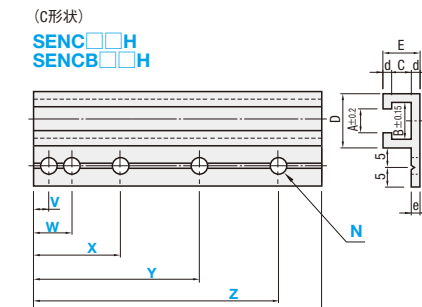 （C形状）
SENC□□H
SENCB□□H
E
d C d
D
A±0.2
B±0.15
5
5
e
V
W
X
Y
Z
N